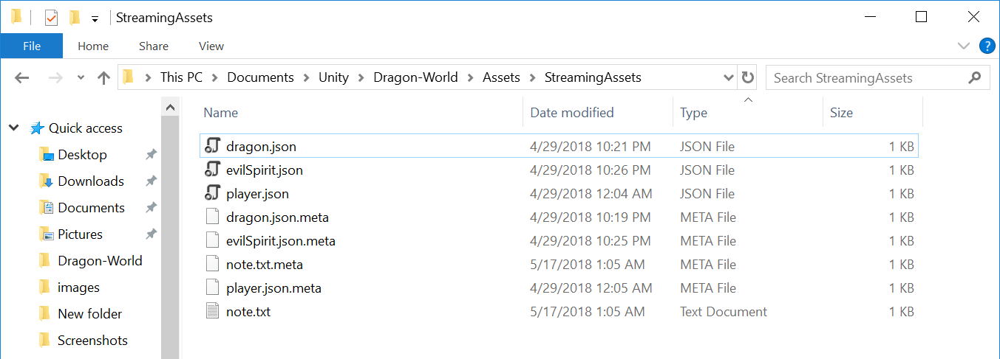 StreamingAssets
File Home Share View
This PC Documents Unity Dragon-World Assets StreamingAssets Search StreamingAssets
Name Date modified Type Size
Quick access
Desktop
Downloads
Documents
Pictures
Dragon-World
images
New folder
Screenshots
dragon.json 4/29/2018 10:21 PM JSON File 1 KB
evilSpirit.json 4/29/2018 10:26 PM JSON File 1 KB
player.json 4/29/2018 12:04 AM JSON File 1 KB
dragon.json.meta 4/29/2018 10:19 PM META File 1 KB
evilSpirit.json.meta 4/29/2018 10:25 PM META File 1 KB
note.txt.meta 5/17/2018 1:05 AM META File 1 KB
player.json.meta 4/29/2018 12:05 AM META File 1 KB
note.txt 5/17/2018 1:05 AM Text Document 1 KB